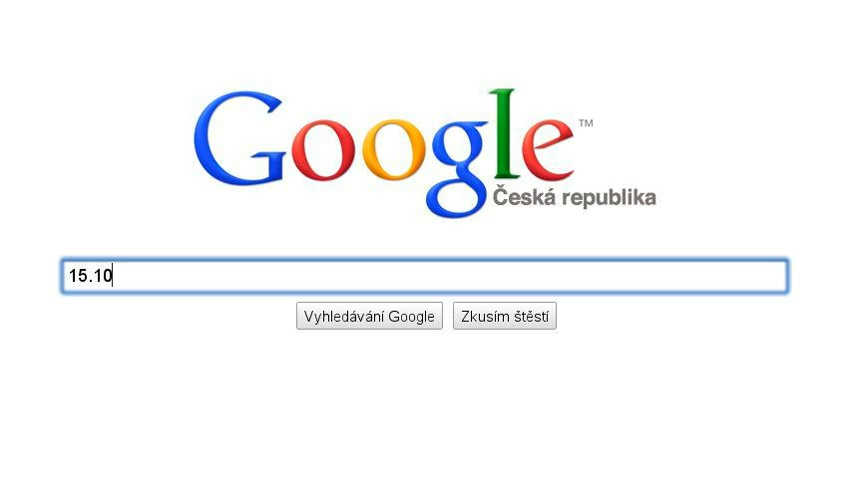 Google™
Česká republika
15.10
Vyhledávání Google
Zkusím štěstí